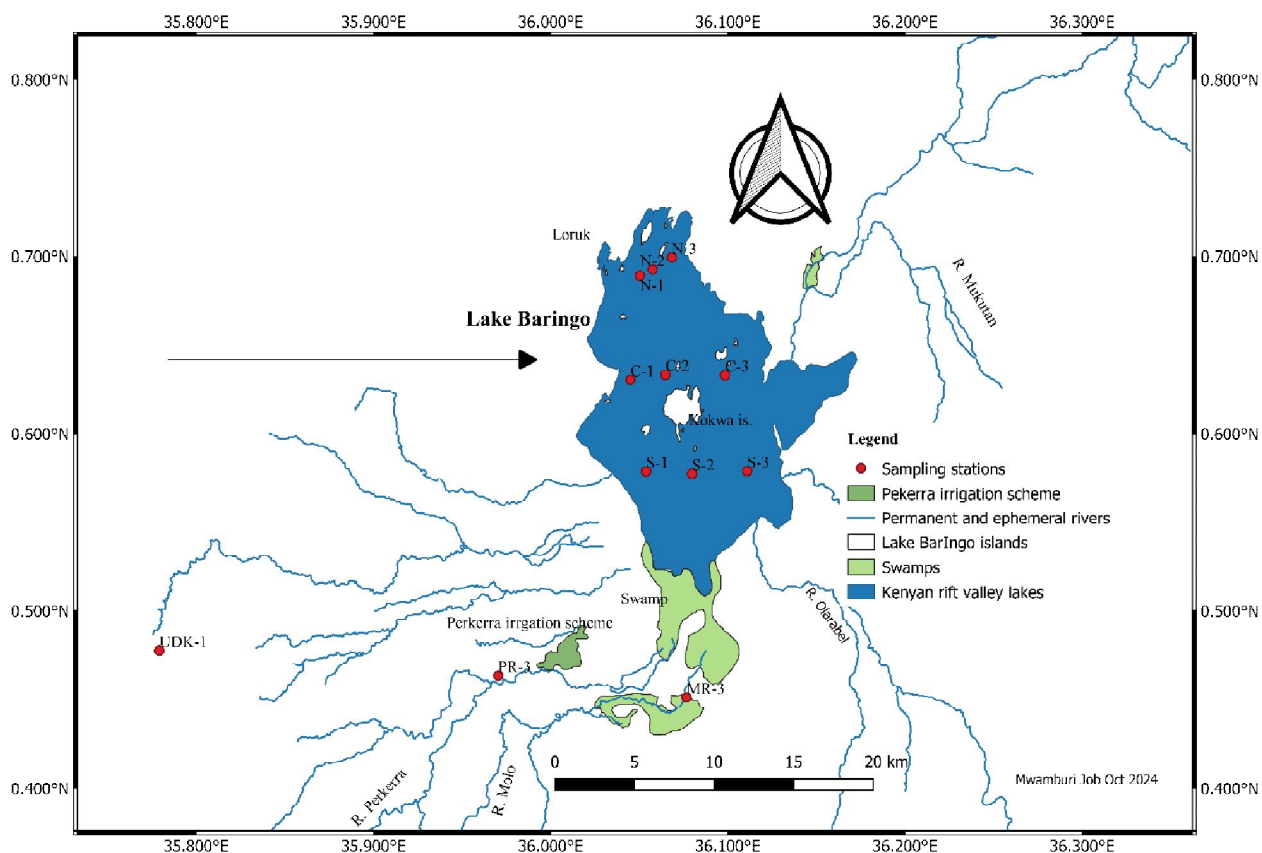 35.800°E 35.900°E 36.000°E 36.100°E 36.200°E 36.300°E
0.800°N 0.800°N
Loruk
N-3
N-2
0.700°N 0.700°N
N-1
R. Mukutan
Lake Baringo
C-1 C-2 C-3
Kokwa is.
0.600°N 0.600°N
S-1 S-2 S-3
Legend
Sampling stations
Pekerra irrigation scheme
Permanent and ephemeral rivers
Lake BarIngo islands
Swamps
Kenyan rift valley lakes
Swamp
R. Olarabel
0.500°N 0.500°N
Perkerra irrgation scheme
UDK-1
PR-3
MR-3
R. Perkerra
R. Molo
0 5 10 15 20 km
Mwamburi Job Oct 2024
0.400°N 0.400°N
35.800°E 35.900°E 36.000°E 36.100°E 36.200°E 36.300°E